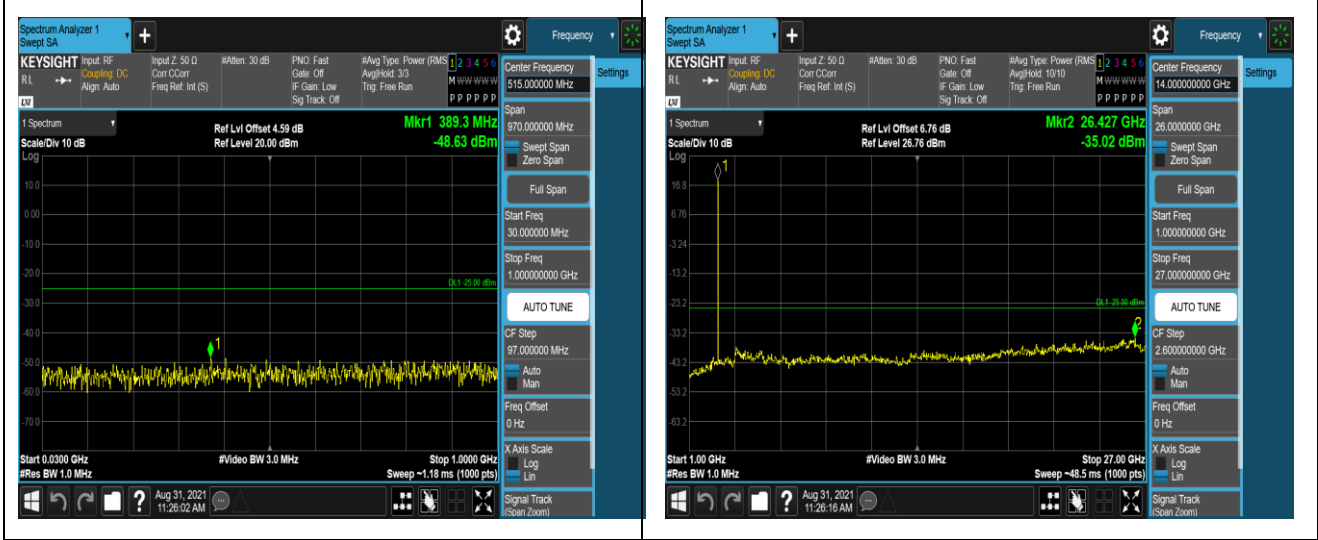 Spectrum Analyzer 1
Swept SA
Frequency
KEYSIGHT
RL
LXI
Input: RF
Coupling: DC
Align: Auto
Input Z: 50 Ω
Corr CCorr
Freq Ref: Int (S)
#Atten: 30 dB
PNO: Fast
Gate: Off
IF Gain: Low
Sig Track: Off
#Avg Type: Power (RMS
Avg|Hold: 3/3
Trig: Free Run
1 2 3 4 5 6
M W W W W W
P P P P P P
Center Frequency
515.000000 MHz
Settings
1 Spectrum
Ref Lvl Offset 4.59 dB
Mkr1 389.3 MHz
Scale/Div 10 dB
Ref Level 20.00 dBm
-48.63 dBm
Log
10.0
0.00
-10.0
-20.0
-30.0
-40.0
-50.0
-60.0
-70.0
DL1 -25.00 dBm
1
Start 0.0300 GHz
#Video BW 3.0 MHz
Stop 1.0000 GHz
#Res BW 1.0 MHz
Sweep ~1.18 ms (1000 pts)
Span
970.000000 MHz
Swept Span
Zero Span
Full Span
Start Freq
30.000000 MHz
Stop Freq
1.000000000 GHz
AUTO TUNE
CF Step
97.000000 MHz
Auto
Man
Freq Offset
0 Hz
X Axis Scale
Log
Lin
Signal Track
(Span Zoom)
?
Aug 31, 2021
11:26:02 AM
Spectrum Analyzer 1
Swept SA
Frequency
KEYSIGHT
RL
LXI
Input: RF
Coupling: DC
Align: Auto
Input Z: 50 Ω
Corr CCorr
Freq Ref: Int (S)
#Atten: 30 dB
PNO: Fast
Gate: Off
IF Gain: Low
Sig Track: Off
#Avg Type: Power (RMS
Avg|Hold: 10/10
Trig: Free Run
1 2 3 4 5 6
M W W W W W
P P P P P P
Center Frequency
14.000000000 GHz
Settings
1 Spectrum
Ref Lvl Offset 6.76 dB
Mkr2 26.427 GHz
Scale/Div 10 dB
Ref Level 26.76 dBm
-35.02 dBm
Log
16.8
6.76
-3.24
-13.2
-23.2
-33.2
-43.2
-53.2
-63.2
1
DL1 -25.00 dBm
2
Start 1.00 GHz
#Video BW 3.0 MHz
Stop 27.00 GHz
#Res BW 1.0 MHz
Sweep ~48.5 ms (1000 pts)
Span
26.0000000 GHz
Swept Span
Zero Span
Full Span
Start Freq
1.000000000 GHz
Stop Freq
27.000000000 GHz
AUTO TUNE
CF Step
2.600000000 GHz
Auto
Man
Freq Offset
0 Hz
X Axis Scale
Log
Lin
Signal Track
(Span Zoom)
?
Aug 31, 2021
11:26:16 AM